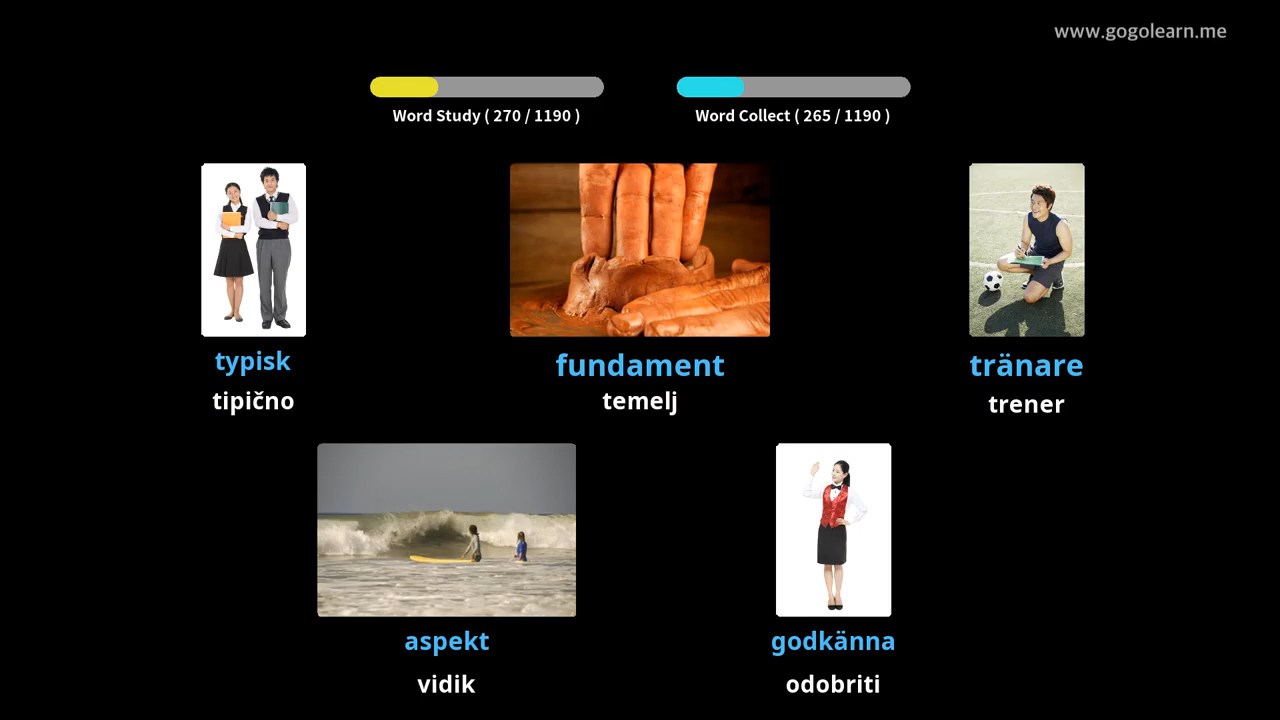 www.gogolearn.me
Word Study ( 270 / 1190 )
Word Collect ( 265 / 1190 )
typisk
tipično
fundament
temelj
tränare
trener
aspekt
vidik
godkänna
odobriti